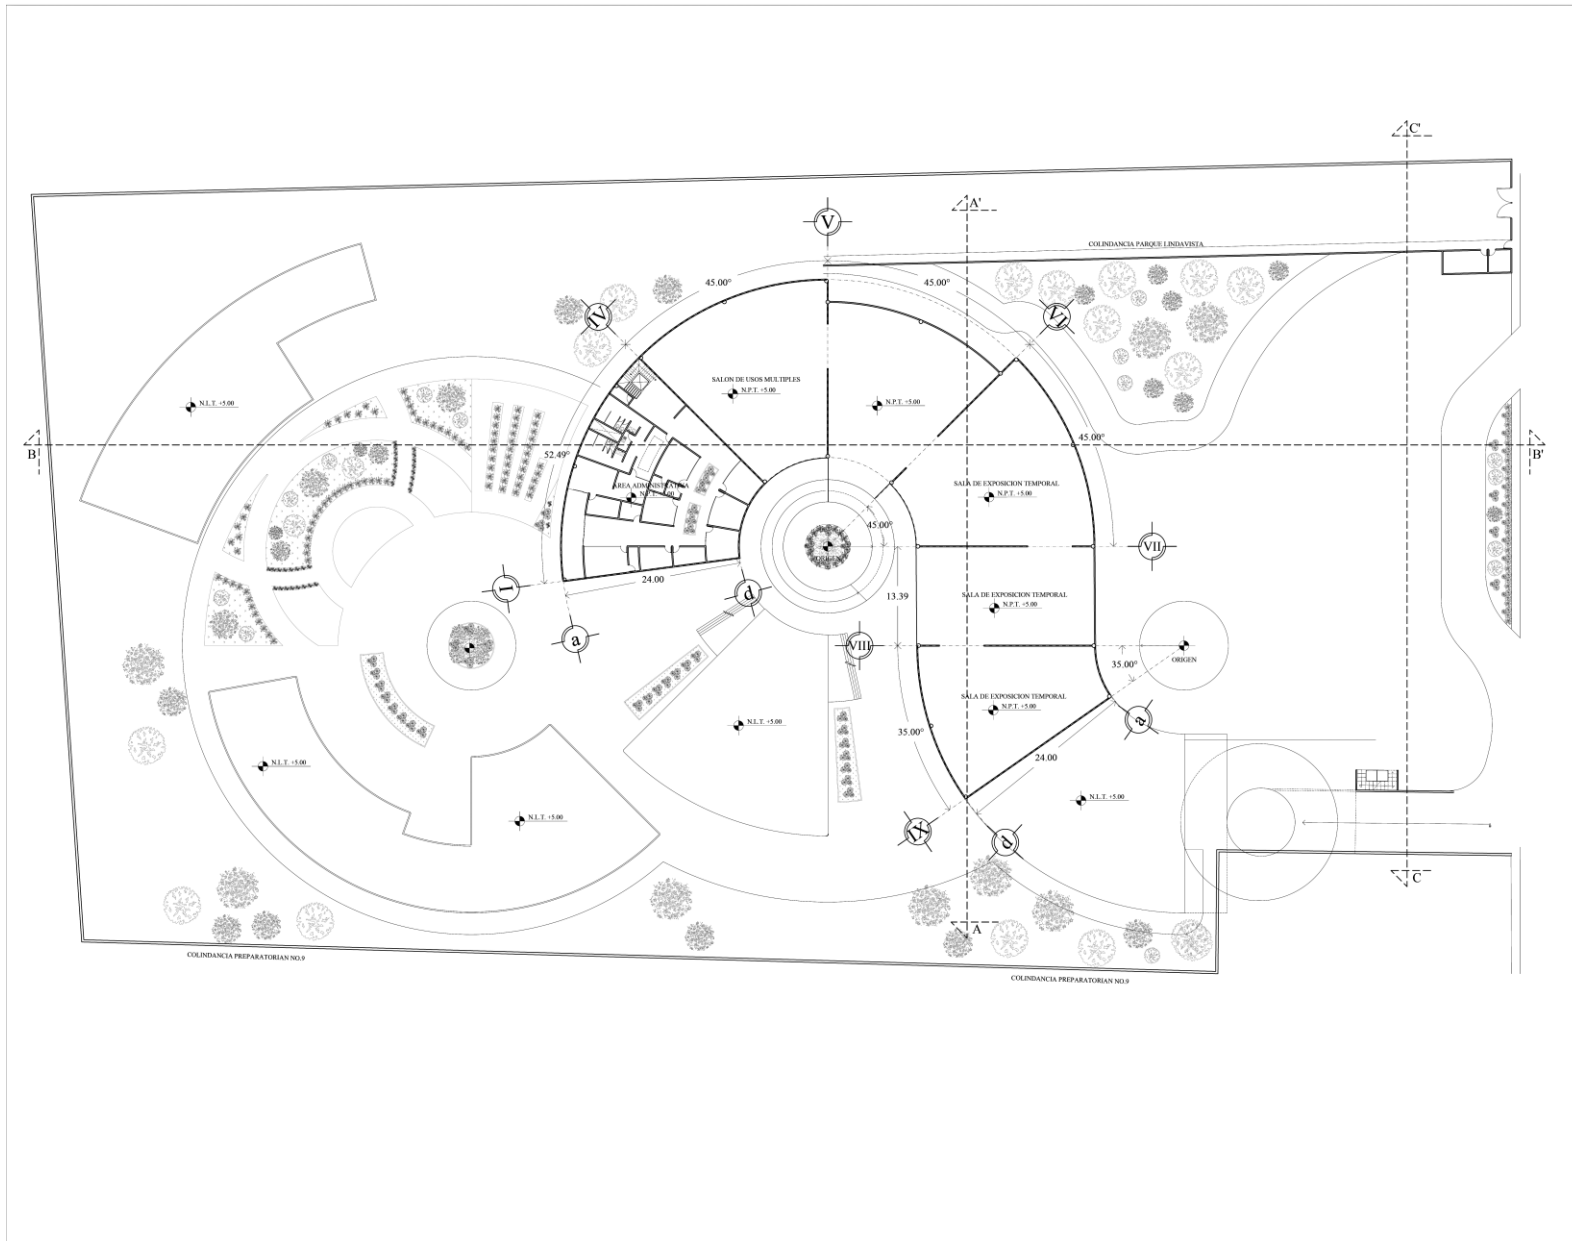 C'
V
A'
COLINDANCIA PARQUE LINDAVISTA
45.00°
45.00°
IV
VI
SALON DE USOS MULTIPLES
N.P.T. +5.00
N.P.T. +5.00
N.L.T. +5.00
45.00°
B
B'
52.49°
AREA ADMINISTRATIVA
N.P.T. +5.00
SALA DE EXPOSICION TEMPORAL
N.P.T. +5.00
45.00°
VII
ORIGEN
24.00
I
d
13.39
SALA DE EXPOSICION TEMPORAL
N.P.T. +5.00
a
VIII
ORIGEN
35.00°
SALA DE EXPOSICION TEMPORAL
N.P.T. +5.00
a
N.L.T. +5.00
35.00°
24.00
N.L.T. +5.00
N.L.T. +5.00
N.L.T. +5.00
IX
d
C
A
COLINDANCIA PREPARATORIAN NO.9
COLINDANCIA PREPARATORIAN NO.9